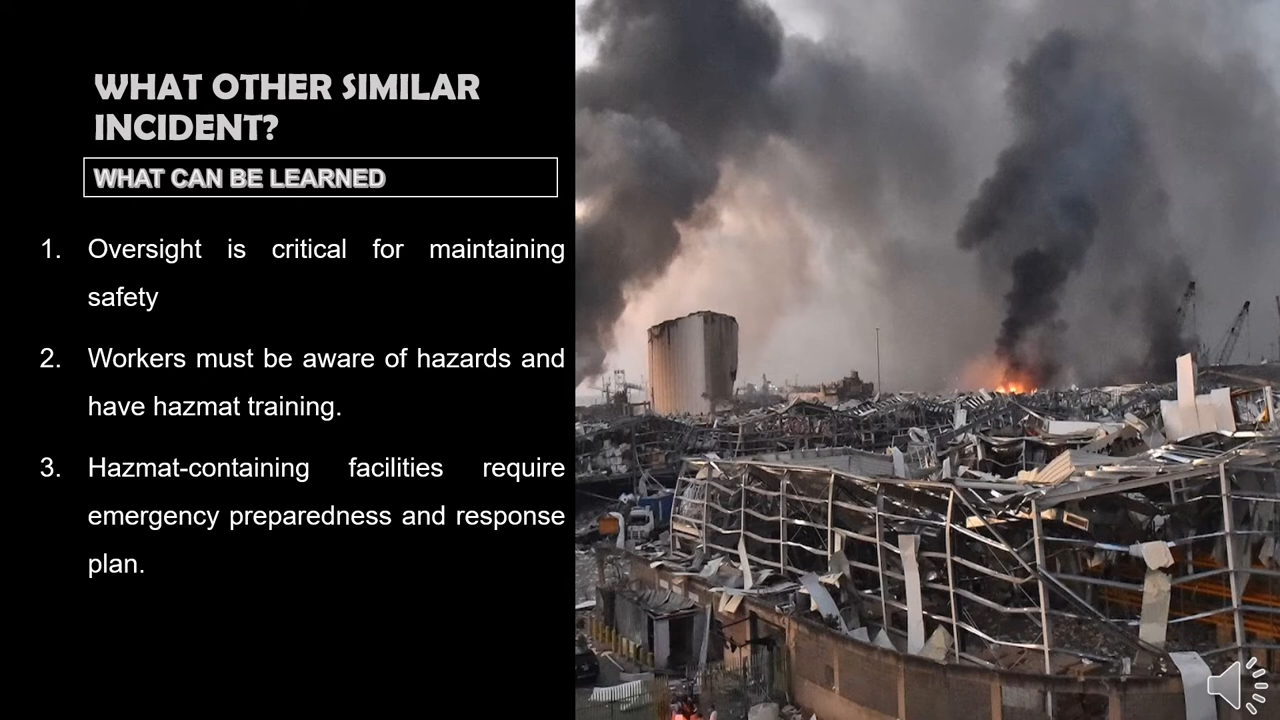 WHAT OTHER SIMILAR
INCIDENT?
WHAT CAN BE LEARNED
1. Oversight is critical for maintaining
safety
2. Workers must be aware of hazards and
have hazmat training.
3. Hazmat-containing facilities require
emergency preparedness and response
plan.